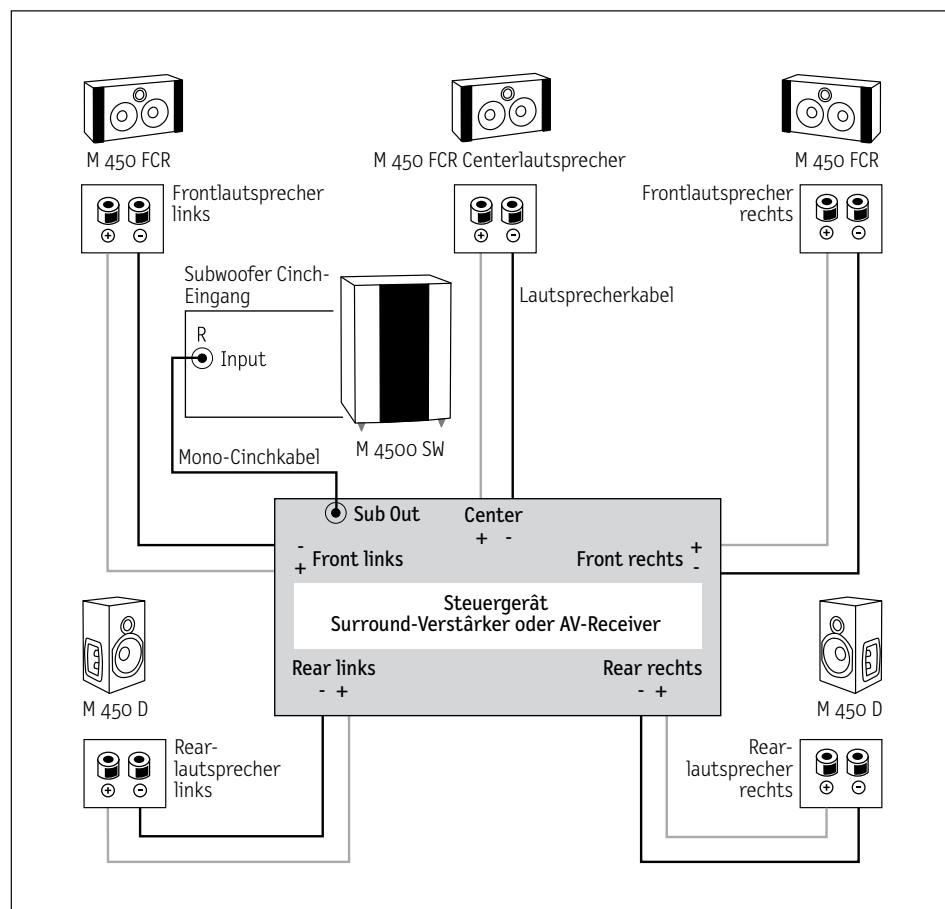 M 450 FCR
M 450 FCR Centerlautsprecher
M 450 FCR
Frontlautsprecher
links
Frontlautsprecher
rechts
+ -
+ -
+ -
Subwoofer Cinch-
Eingang
Lautsprecherkabel
R
Input
M 4500 SW
Mono-Cinchkabel
Sub Out
Center
+ -
-
+
Front links
Front rechts
+
-
Steuergerât
Surround-Verstârker oder AV-Receiver
Rear links
- +
Rear rechts
- +
M 450 D
M 450 D
Rear-
lautsprecher
links
+ -
Rear-
lautsprecher
rechts
+ -